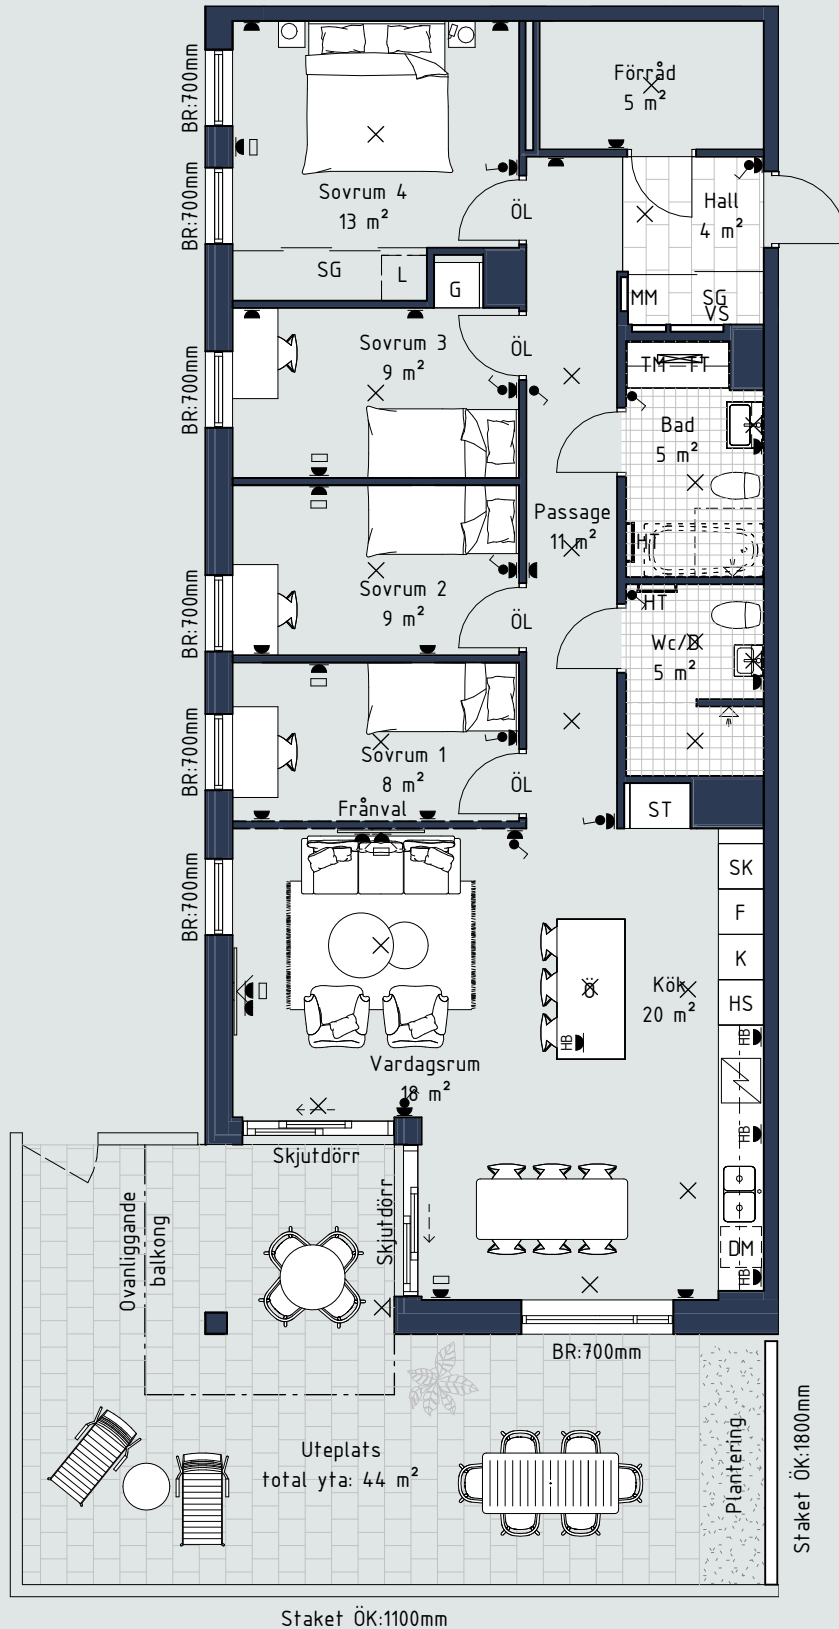 BR:700mm
Förråd
5 m²
Sovrum 4
13 m²
ÖL
Hall
4 m²
BR:700mm
SG
L
G
MM
SG
VS
Sovrum 3
9 m²
ÖL
TM
TT
BR:700mm
Bad
5 m²
Passage
11 m²
HT
Sovrum 2
9 m²
ÖL
HT
BR:700mm
Wc/D
5 m²
Sovrum 1
8 m²
ÖL
BR:700mm
Frånval
ST
SK
F
BR:700mm
K
Kök
20 m²
Ö
HS
HB
HB
Vardagsrum
18 m²
HB
Skjutdörr
Skjutdörr
Ovanliggande
balkong
DM
HB
BR:700mm
Uteplats
total yta: 44 m²
Plantering
Staket ÖK:1800mm
Staket ÖK:1100mm